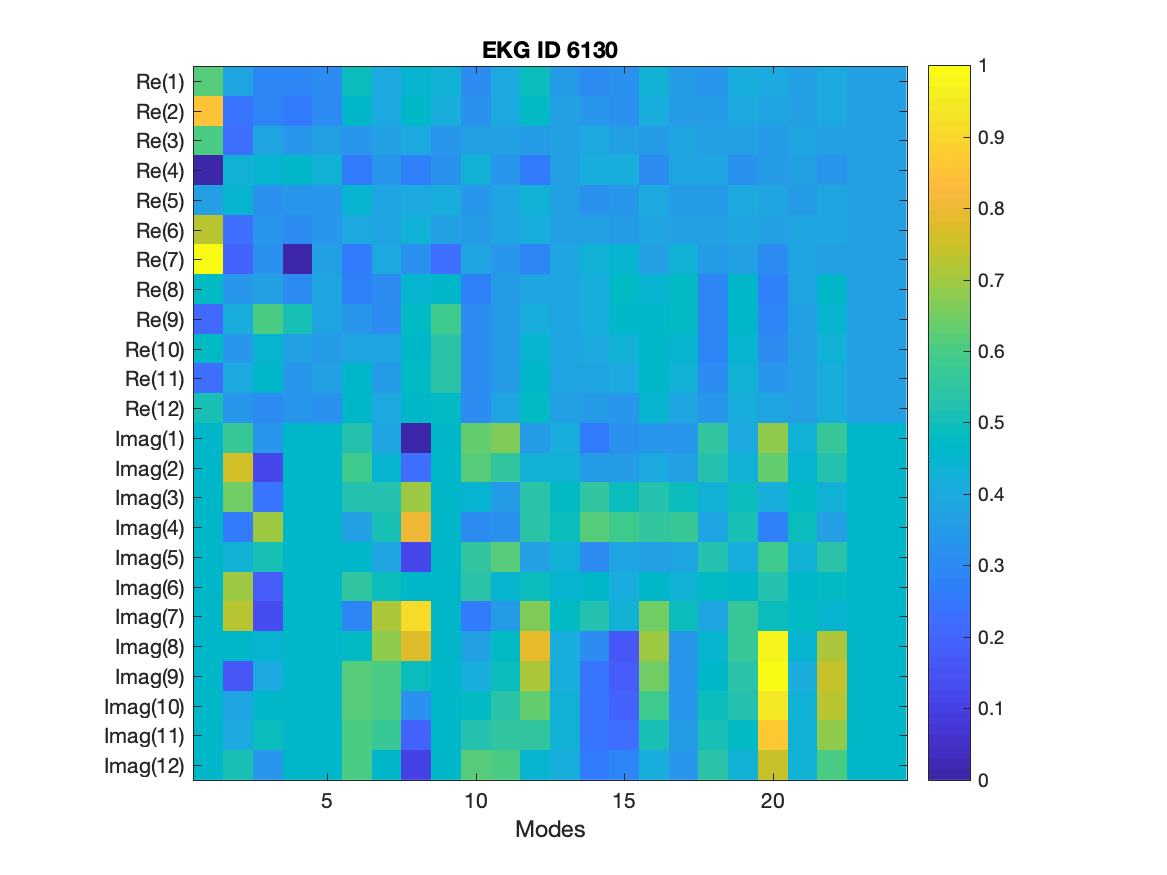 EKG ID 6130
Re(1)
Re(2)
Re(3)
Re(4)
Re(5)
Re(6)
Re(7)
Re(8)
Re(9)
Re(10)
Re(11)
Re(12)
Imag(1)
Imag(2)
Imag(3)
Imag(4)
Imag(5)
Imag(6)
Imag(7)
Imag(8)
Imag(9)
Imag(10)
Imag(11)
Imag(12)
5 10 15 20
Modes
1
0.9
0.8
0.7
0.6
0.5
0.4
0.3
0.2
0.1
0